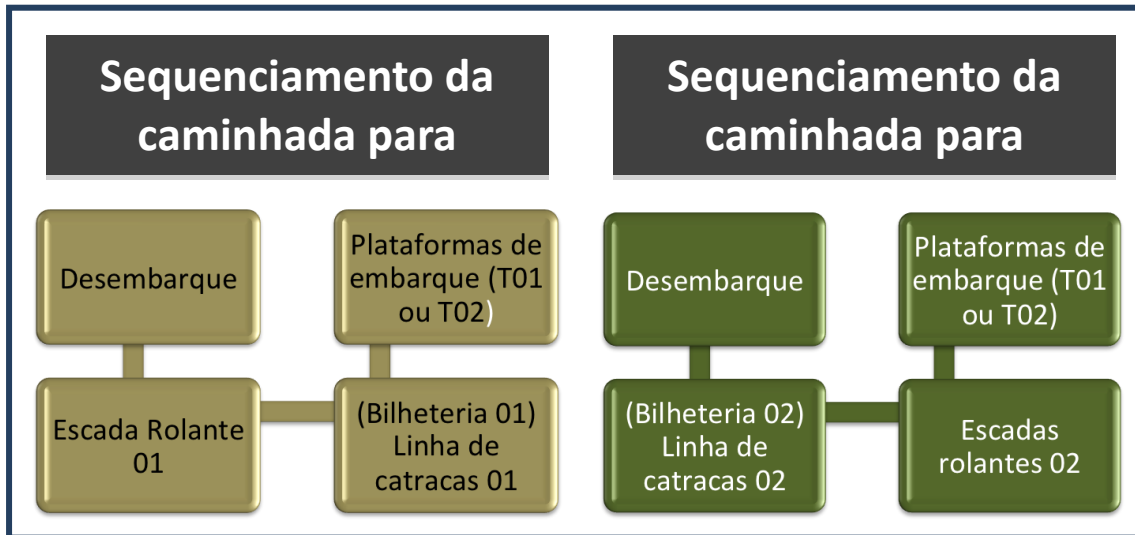 Sequenciamento da
caminhada para
Desembarque
Escada Rolante
01
(Bilheteria 01)
Linha de
catracas 01
Plataformas de
embarque (T01
ou T02)
Sequenciamento da
caminhada para
Desembarque
(Bilheteria 02)
Linha de
catracas 02
Escadas
rolantes 02
Plataformas de
embarque (T01
ou T02)